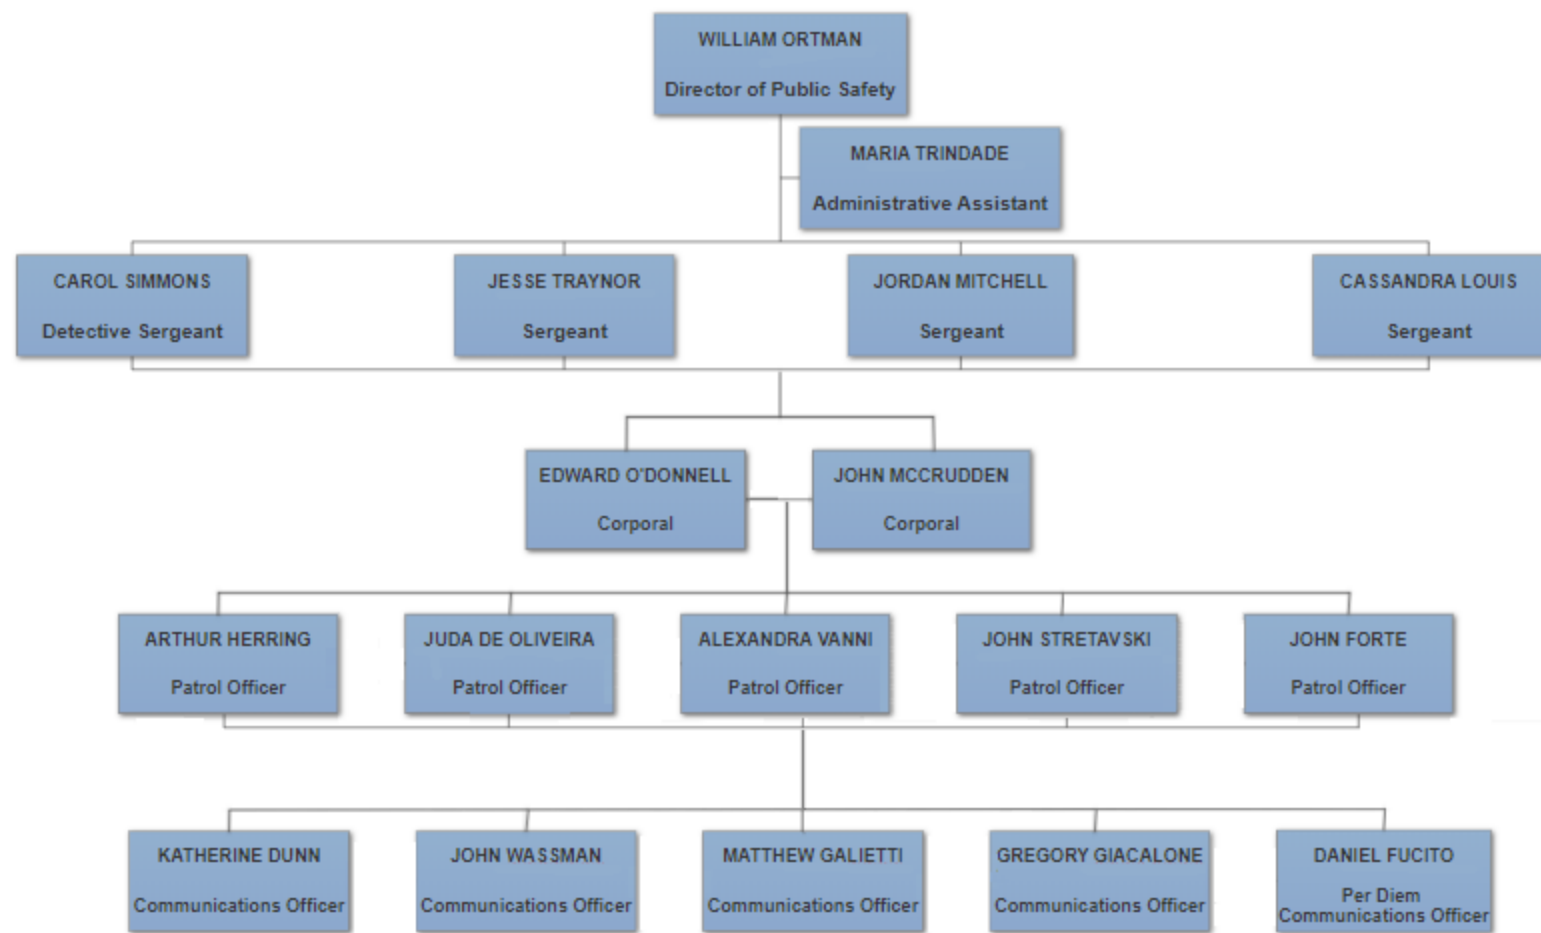 WILLIAM ORTMAN
Director of Public Safety
MARIA TRINDADE
Administrative Assistant
CAROL SIMMONS
Detective Sergeant
JESSE TRAYNOR
Sergeant
JORDAN MITCHELL
Sergeant
CASSANDRA LOUIS
Sergeant
EDWARD O'DONNELL
Corporal
JOHN MCCRUDDEN
Corporal
ARTHUR HERRING
Patrol Officer
JUDA DE OLIVEIRA
Patrol Officer
ALEXANDRA VANNI
Patrol Officer
JOHN STRETAVSKI
Patrol Officer
JOHN FORTE
Patrol Officer
KATHERINE DUNN
Communications Officer
JOHN WASSMAN
Communications Officer
MATTHEW GALIETTI
Communications Officer
GREGORY GIACALONE
Communications Officer
DANIEL FUCITO
Per Diem
Communications Officer